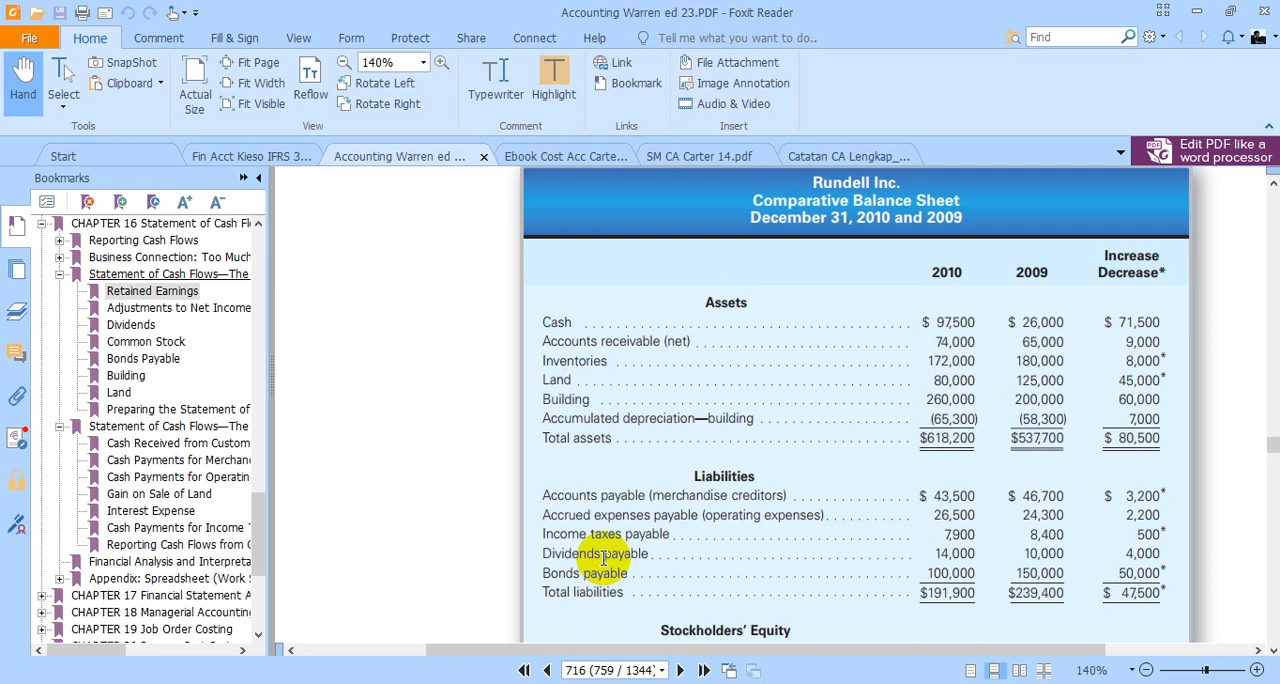 Accounting Warren ed 23.PDF - Foxit Reader
File Home Comment Fill & Sign View Form Protect Share Connect Help Tell me what you want to do.. Find
Hand
Select
SnapShot
Clipboard
Tools
Actual Size
Fit Page
Fit Width
Fit Visible
Reflow
140%
Rotate Left
Rotate Right
View
Typewriter
Highlight
Comment
Link
Bookmark
Links
File Attachment
Image Annotation
Audio & Video
Insert
Start
Fin Acct Kieso IFRS 3...
Accounting Warren ed ...
Ebook Cost Acc Carte...
SM CA Carter 14.pdf
Catatan CA Lengkap_...
Edit PDF like a
word processor
Bookmarks
CHAPTER 16 Statement of Cash Fl
Reporting Cash Flows
Business Connection: Too Much
Statement of Cash Flows—The
Retained Earnings
Adjustments to Net Income
Dividends
Common Stock
Bonds Payable
Building
Land
Preparing the Statement of
Statement of Cash Flows—The
Cash Received from Custom
Cash Payments for Merchan
Cash Payments for Operatin
Gain on Sale of Land
Interest Expense
Cash Payments for Income
Reporting Cash Flows from
Financial Analysis and Interpreta
Appendix: Spreadsheet (Work
CHAPTER 17 Financial Statement A
CHAPTER 18 Managerial Accounting
CHAPTER 19 Job Order Costing
Rundell Inc.
Comparative Balance Sheet
December 31, 2010 and 2009
Increase
2010 2009 Decrease*
Assets
Cash . . . . . $ 97,500 $ 26,000 $ 71,500
Accounts receivable (net) . . . . . 74,000 65,000 9,000
Inventories . . . . . 172,000 180,000 8,000*
Land . . . . . 80,000 125,000 45,000*
Building . . . . . 260,000 200,000 60,000
Accumulated depreciation—building . . . . . (65,300) (58,300) 7,000
Total assets . . . . . $618,200 $537,700 $ 80,500
Liabilities
Accounts payable (merchandise creditors) . . . . . $ 43,500 $ 46,700 $ 3,200*
Accrued expenses payable (operating expenses) . . . . . 26,500 24,300 2,200
Income taxes payable . . . . . 7,900 8,400 500*
Dividends payable . . . . . 14,000 10,000 4,000
Bonds payable . . . . . 100,000 150,000 50,000*
Total liabilities . . . . . $191,900 $239,400 $ 47,500*
Stockholders' Equity
716 (759 / 1344)
140%